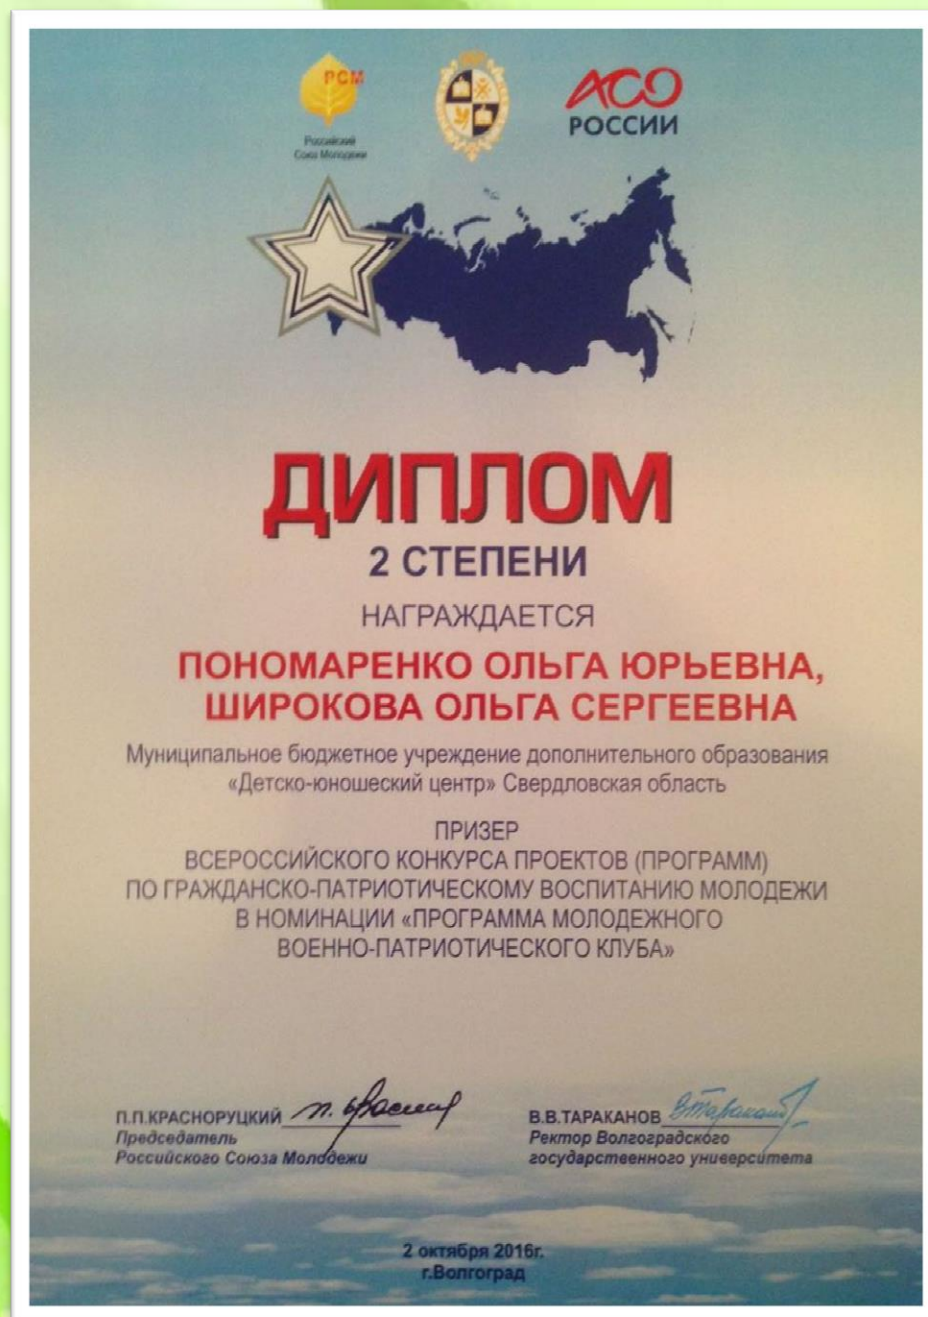 РСМ
Российский
Союз Молодежи
АСО
РОССИИ
ДИПЛОМ
2 СТЕПЕНИ
НАГРАЖДАЕТСЯ
ПОНОМАРЕНКО ОЛЬГА ЮРЬЕВНА,
ШИРОКОВА ОЛЬГА СЕРГЕЕВНА
Муниципальное бюджетное учреждение дополнительного образования
«Детско-юношеский центр» Свердловская область
ПРИЗЕР
ВСЕРОССИЙСКОГО КОНКУРСА ПРОЕКТОВ (ПРОГРАММ)
ПО ГРАЖДАНСКО-ПАТРИОТИЧЕСКОМУ ВОСПИТАНИЮ МОЛОДЕЖИ
В НОМИНАЦИИ «ПРОГРАММА МОЛОДЕЖНОГО
ВОЕННО-ПАТРИОТИЧЕСКОГО КЛУБА»
П.П.КРАСНОРУЦКИЙ
Председатель
Российского Союза Молодежи
В.В.ТАРАКАНОВ
Ректор Волгоградского
государственного университета
2 октября 2016г.
г.Волгоград